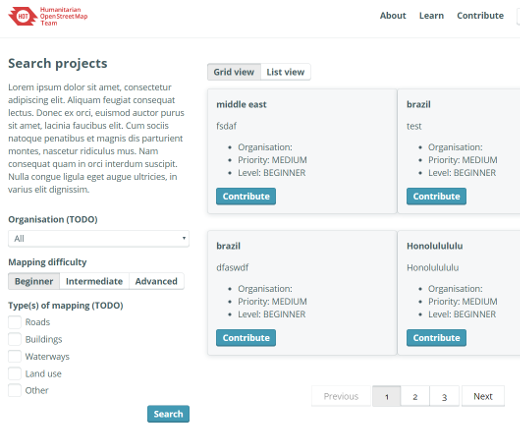 Humanitarian
OpenStreetMap
Team
HOT
About Learn Contribute
Search projects
Lorem ipsum dolor sit amet, consectetur
adipiscing elit. Aliquam feugiat consequat
lectus. Donec ex orci, euismod auctor purus
sit amet, lacinia faucibus elit. Cum sociis
natoque penatibus et magnis dis parturient
montes, nascetur ridiculus mus. Nam
consequat quam in orci interdum suscipit.
Nulla congue ligula eget augue ultricies, in
varius elit dignissim.
Organisation (TODO)
All
Mapping difficulty
Beginner Intermediate Advanced
Type(s) of mapping (TODO)
Roads
Buildings
Waterways
Land use
Other
Search
Grid view List view
middle east
fsdaf
• Organisation:
• Priority: MEDIUM
• Level: BEGINNER
Contribute
brazil
test
• Organisation:
• Priority: MEDIUM
• Level: BEGINNER
Contribute
brazil
dfaswdf
• Organisation:
• Priority: MEDIUM
• Level: BEGINNER
Contribute
Honolulululu
Honolulululu
• Organisation:
• Priority: MEDIUM
• Level: BEGINNER
Contribute
Previous 1 2 3 Next